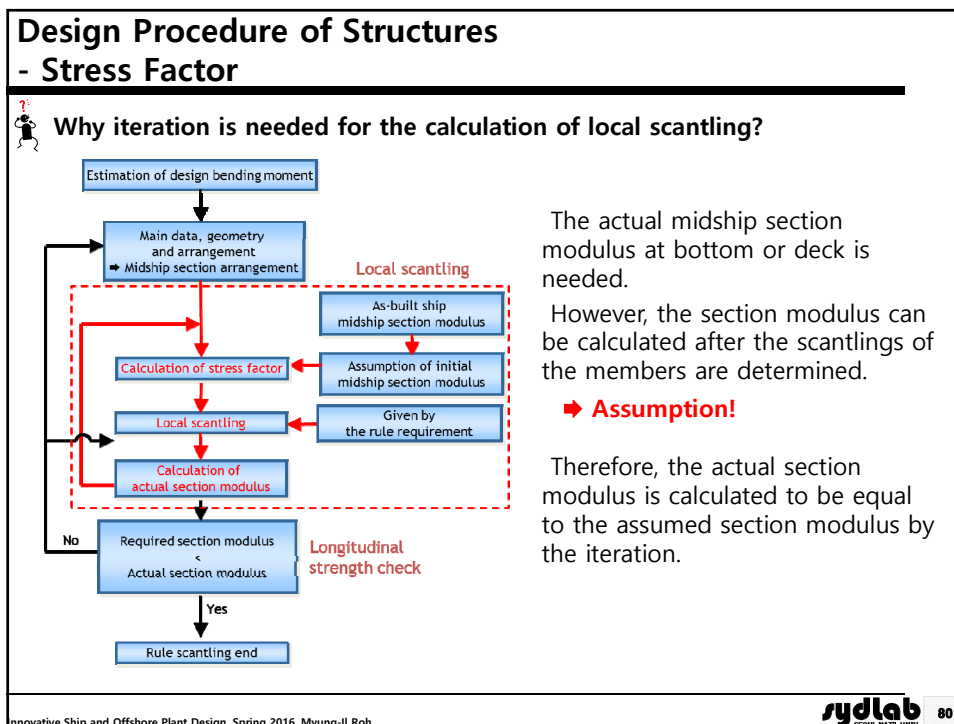 Design Procedure of Structures
- Stress Factor
?
Why iteration is needed for the calculation of local scantling?
Estimation of design bending moment
Main data, geometry
and arrangement
➡ Midship section arrangement
Local scantling
As-built ship
midship section modulus
Calculation of stress factor
Assumption of initial
midship section modulus
Local scantling
Given by
the rule requirement
Calculation of
actual section modulus
No
Required section modulus
<
Actual section modulus
Longitudinal
strength check
Yes
Rule scantling end
The actual midship section
modulus at bottom or deck is
needed.
However, the section modulus can
be calculated after the scantlings of
the members are determined.
➡ Assumption!
Therefore, the actual section
modulus is calculated to be equal
to the assumed section modulus by
the iteration.
Ship and Offshore Plant Design, Spring 2016, Myung-Il Roh
sydlab
80